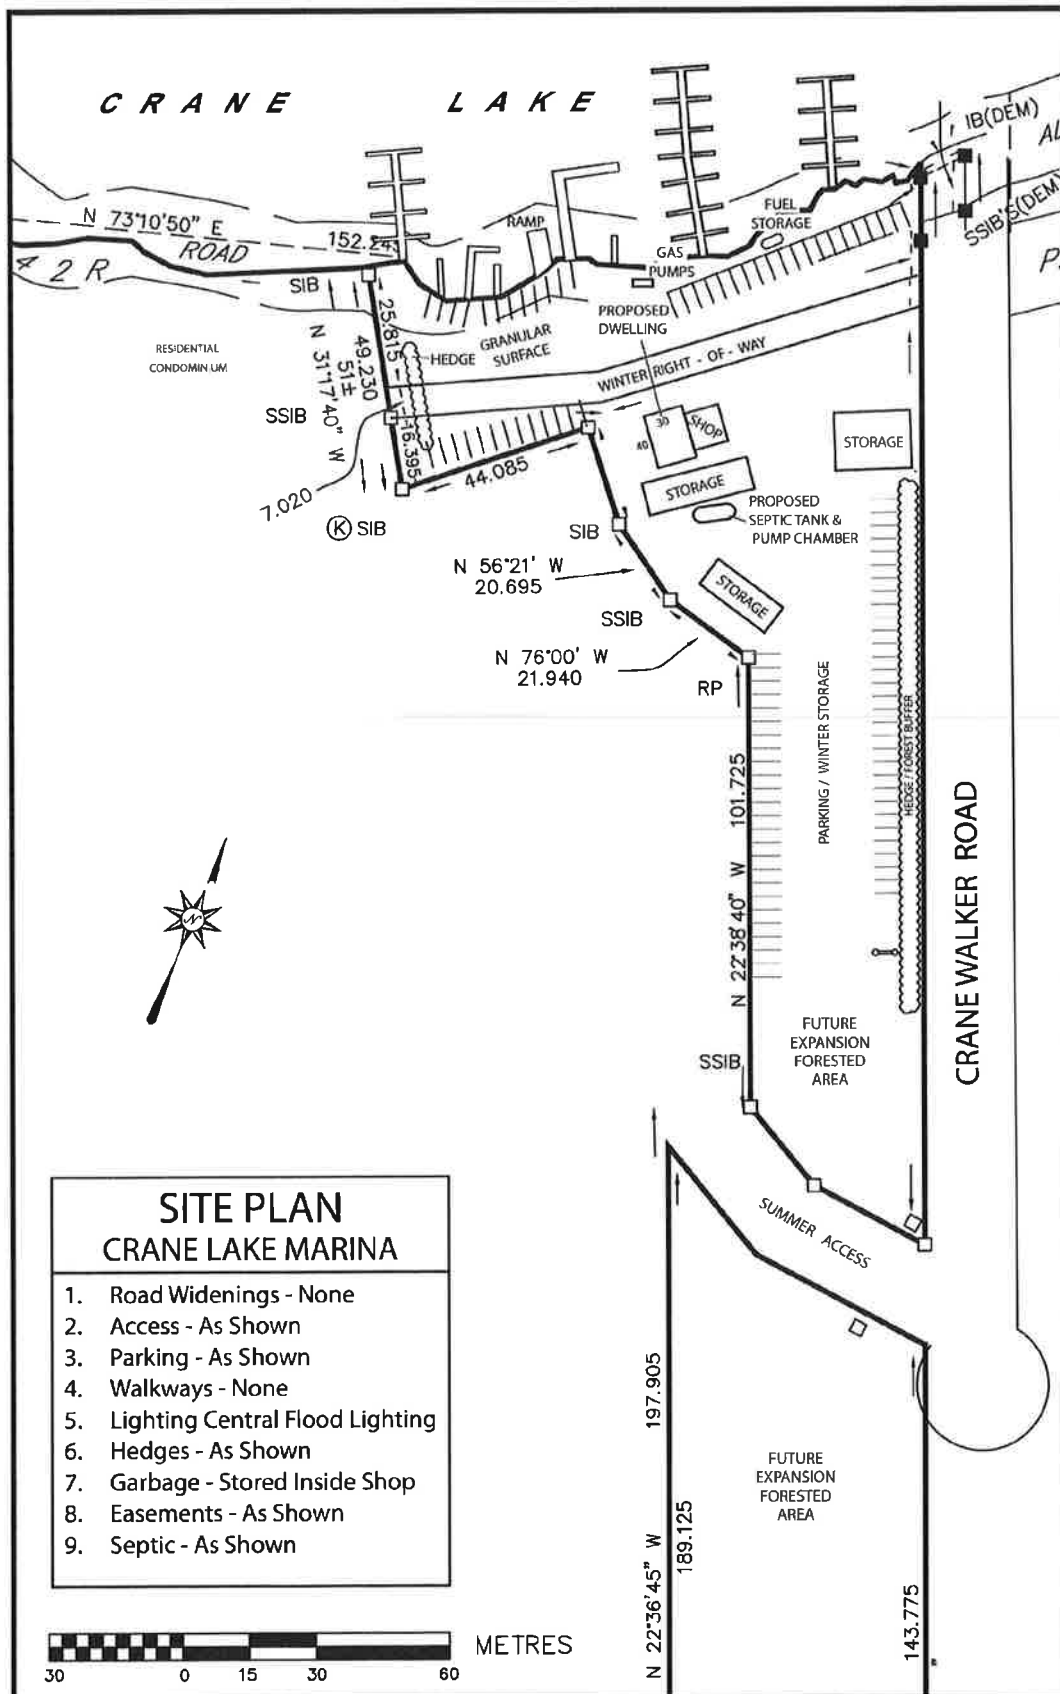 CRANE LAKE
IB(DEM)
AL
SSIB'S(DEM)
N 73°10'50" E
152.24
ROAD
4 2 R
RAMP
FUEL
STORAGE
GAS
PUMPS
SIB
RESIDENTIAL
CONDOMINIUM
25.815
49.230
51±
N 31°17'40" W
HEDGE
GRANULAR
SURFACE
PROPOSED
DWELLING
WINTER RIGHT - OF - WAY
SSIB
16.395
7.020
K SIB
44.085
30
40
SHOP
STORAGE
STORAGE
PROPOSED
SEPTIC TANK &
PUMP CHAMBER
SIB
N 56°21' W
20.695
STORAGE
SSIB
N 76°00' W
21.940
RP
101.725
N 22°38'40" W
PARKING / WINTER STORAGE
HEDGE / FOREST BUFFER
CRANE WALKER ROAD
N
FUTURE
EXPANSION
FORESTED
AREA
SSIB
SUMMER ACCESS
SITE PLAN
CRANE LAKE MARINA
1. Road Widenings - None
2. Access - As Shown
3. Parking - As Shown
4. Walkways - None
5. Lighting Central Flood Lighting
6. Hedges - As Shown
7. Garbage - Stored Inside Shop
8. Easements - As Shown
9. Septic - As Shown
197.905
N 22°36'45" W
189.125
FUTURE
EXPANSION
FORESTED
AREA
143.775
METRES
30 0 15 30 60